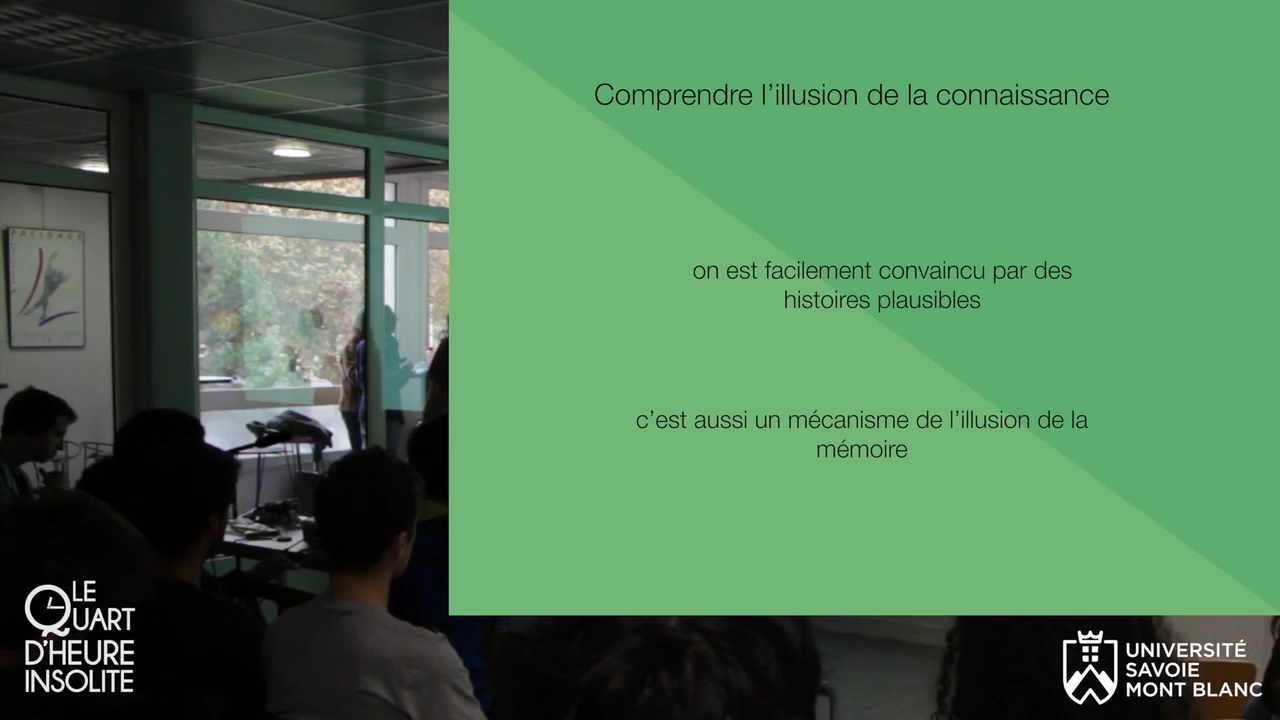 Comprendre l’illusion de la connaissance
on est facilement convaincu par des
histoires plausibles
c’est aussi un mécanisme de l’illusion de la
mémoire
PATINAGE
LE
QUART
D'HEURE
INSOLITE
UNIVERSITÉ
SAVOIE
MONT BLANC